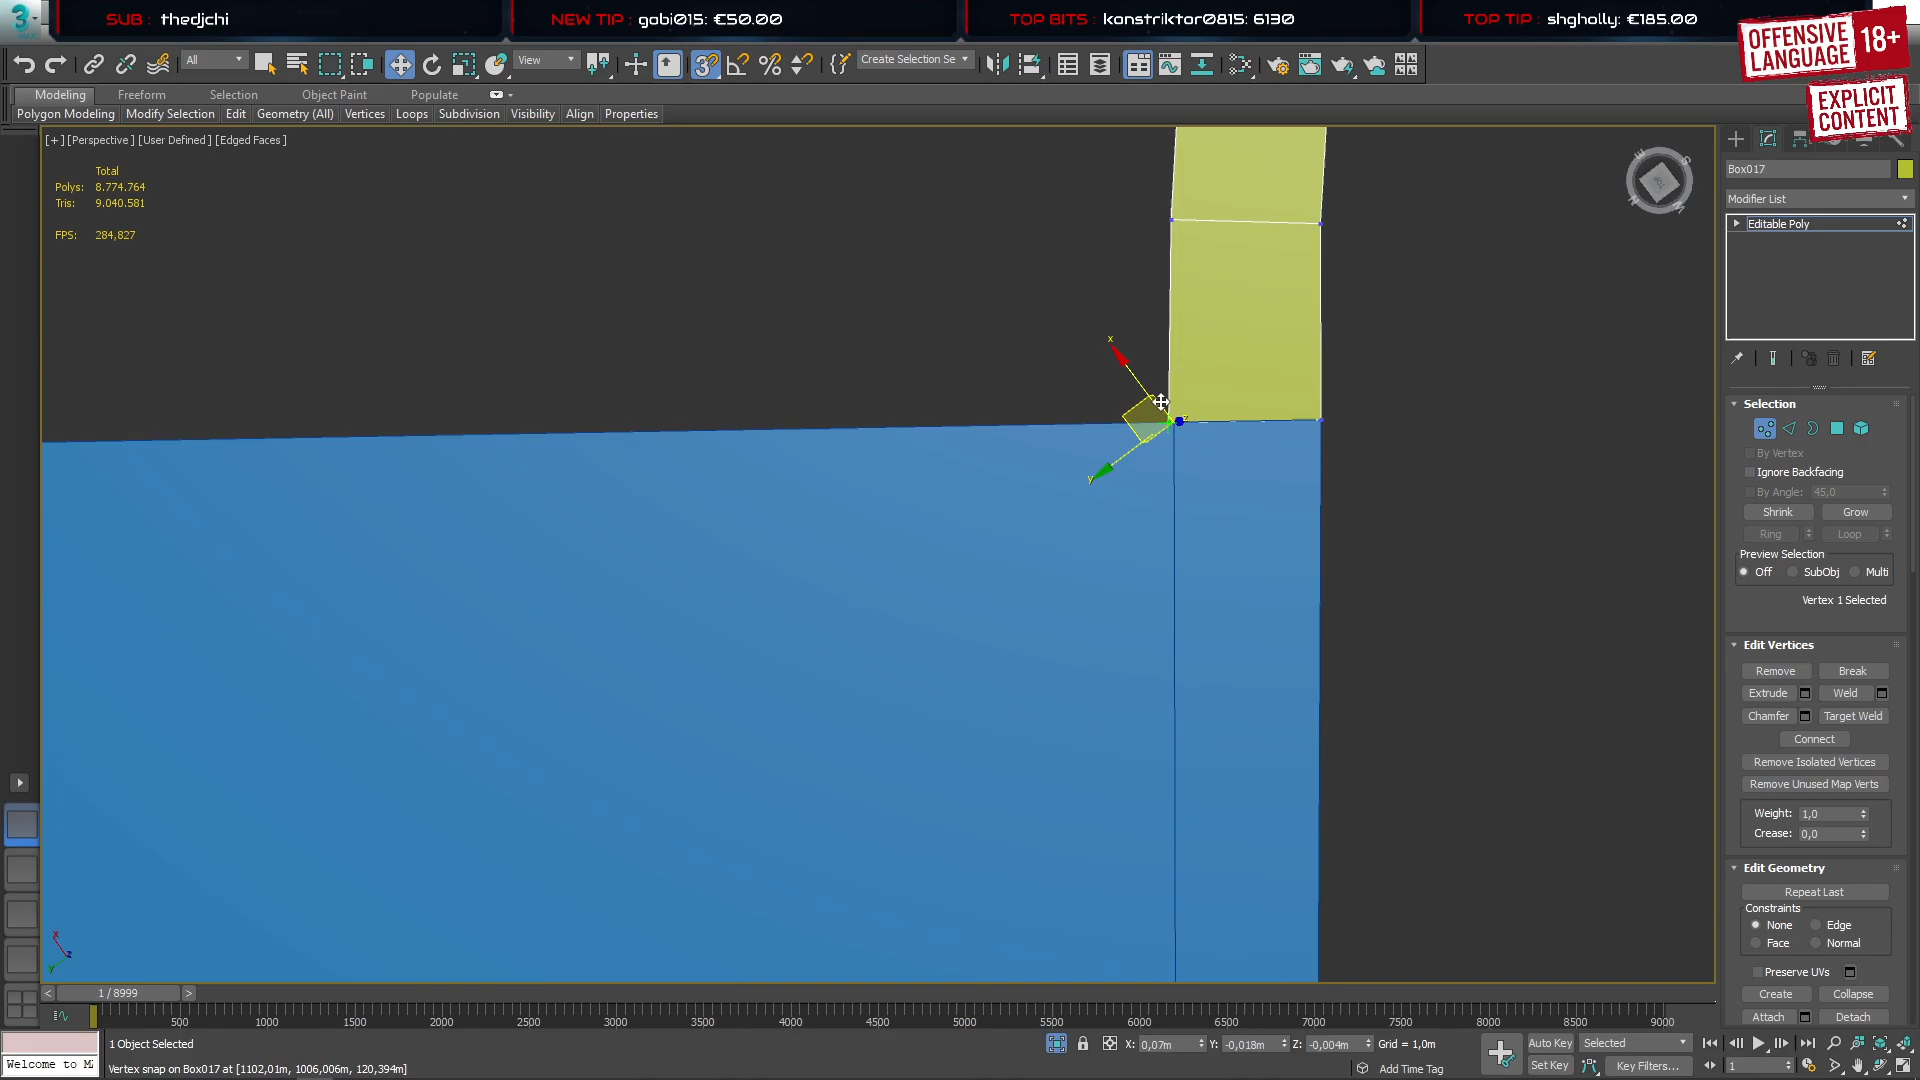 SUB : thedjchi
NEW TIP : gabi015: €50.00
TOP BITS : konstriktor0815: 6130
TOP TIP : shgholly: €185.00
OFFENSIVE LANGUAGE 18+
EXPLICIT CONTENT
All
View
Create Selection Se
Modeling Freeform Selection Object Paint Populate
Polygon Modeling Modify Selection Edit Geometry (All) Vertices Loops Subdivision Visibility Align Properties
[+] [Perspective ] [User Defined ] [Edged Faces ]
Total
Polys: 8.774.764
Tris: 9.040.581
FPS: 284,827
x
y
z
Box017
Modifier List
Editable Poly
Selection
By Vertex
Ignore Backfacing
By Angle: 45,0
Shrink Grow
Ring Loop
Preview Selection
Off SubObj Multi
Vertex 1 Selected
Edit Vertices
Remove Break
Extrude Weld
Chamfer Target Weld
Connect
Remove Isolated Vertices
Remove Unused Map Verts
Weight: 1,0
Crease: 0,0
Edit Geometry
Repeat Last
Constraints
None Edge
Face Normal
Preserve UVs
Create Collapse
Attach Detach
x
z
y
< 1 / 8999 >
500 1000 1500 2000 2500 3000 3500 4000 4500 5000 5500 6000 6500 7000 7500 8000 8500 9000
1 Object Selected
X: 0,07m Y: -0,018m Z: -0,004m Grid = 1,0m
Auto Key Selected
Welcome to Mi
Vertex snap on Box017 at [1102,01m, 1006,006m, 120,394m]
Add Time Tag
Set Key Key Filters... 1